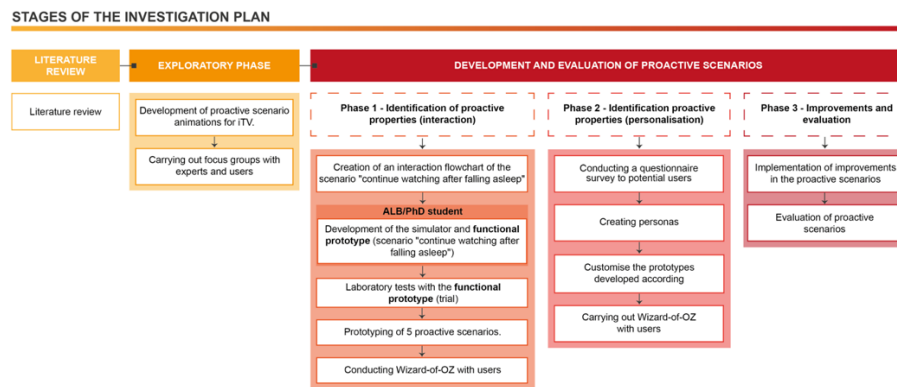 STAGES OF THE INVESTIGATION PLAN
LITERATURE
REVIEW
EXPLORATORY PHASE
DEVELOPMENT AND EVALUATION OF PROACTIVE SCENARIOS
Literature review
Development of proactive scenario
animations for iTV.
Carrying out focus groups with
experts and users
Phase 1 - Identification of proactive
properties (interaction)
Creation of an interaction flowchart of the
scenario "continue watching after falling asleep"
ALB/PhD student
Development of the simulator and functional
prototype (scenario "continue watching after
falling asleep")
Laboratory tests with the functional
prototype (trial)
Prototyping of 5 proactive scenarios.
Conducting Wizard-of-OZ with users
Phase 2 - Identification proactive
properties (personalisation)
Conducting a questionnaire
survey to potential users
Creating personas
Customise the prototypes
developed according
Carrying out Wizard-of-OZ
with users
Phase 3 - Improvements and
evaluation
Implementation of improvements
in the proactive scenarios
Evaluation of proactive
scenarios